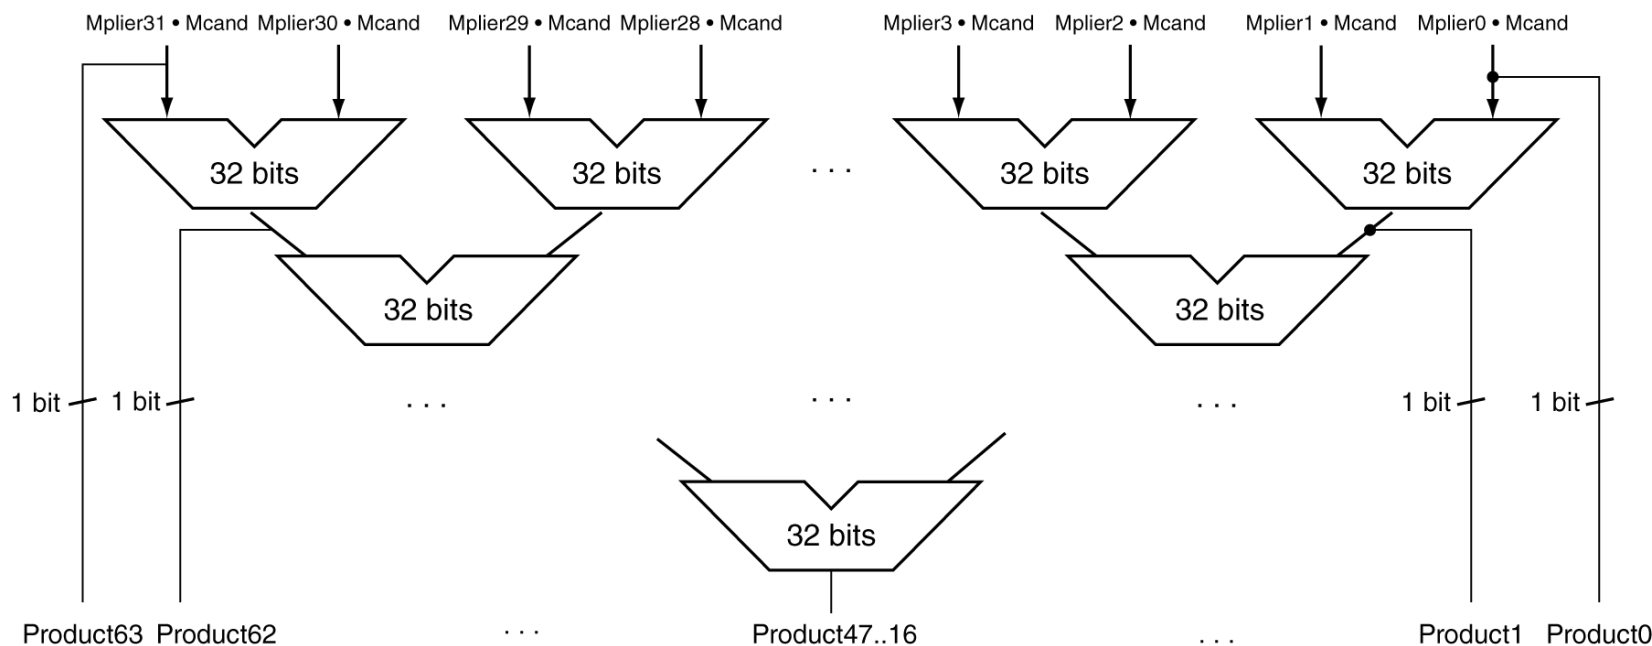 Mplier31 • Mcand Mplier30 • Mcand Mplier29 • Mcand Mplier28 • Mcand Mplier3 • Mcand Mplier2 • Mcand Mplier1 • Mcand Mplier0 • Mcand
32 bits 32 bits . . . 32 bits 32 bits
32 bits 32 bits
1 bit 1 bit . . . . . . . . . 1 bit 1 bit
32 bits
Product63 Product62 . . . Product47..16 . . . Product1 Product0